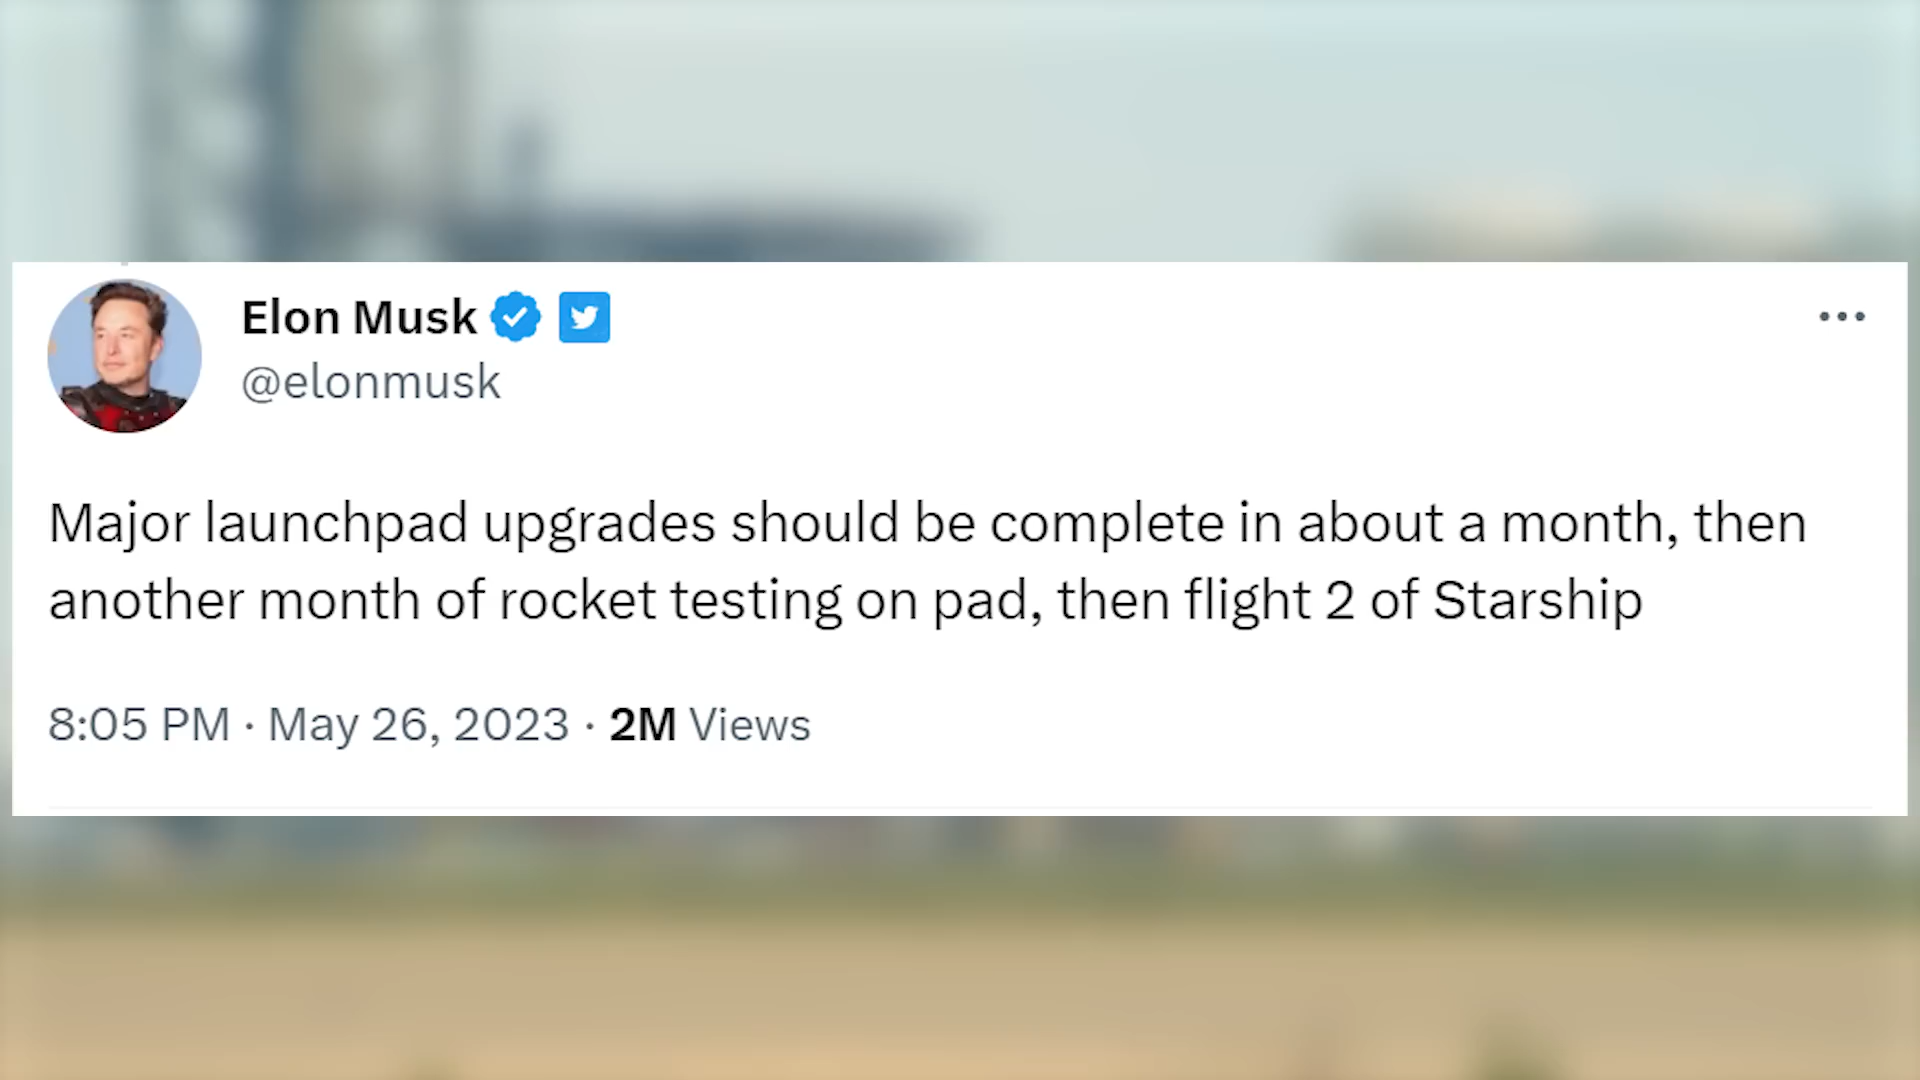 Elon Musk
@elonmusk
Major launchpad upgrades should be complete in about a month, then
another month of rocket testing on pad, then flight 2 of Starship
8:05 PM · May 26, 2023 · 2M Views